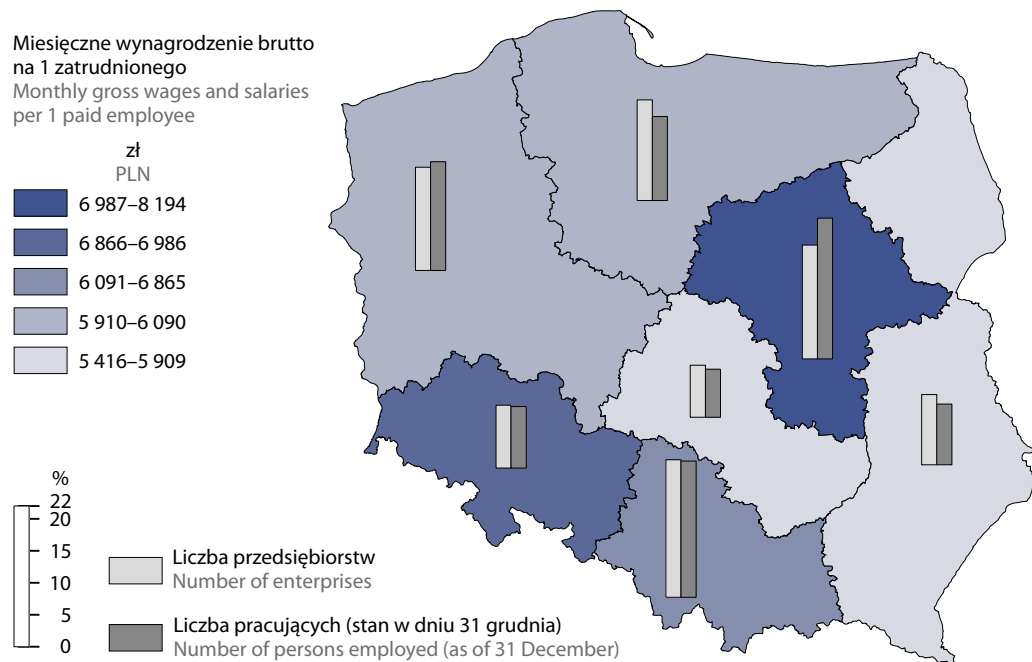 Miesięczne wynagrodzenie brutto
na 1 zatrudnionego
Monthly gross wages and salaries
per 1 paid employee
zł
PLN
6 987–8 194
6 866–6 986
6 091–6 865
5 910–6 090
5 416–5 909
%
22
20
15
10
5
0
Liczba przedsiębiorstw
Number of enterprises
Liczba pracujących (stan w dniu 31 grudnia)
Number of persons employed (as of 31 December)